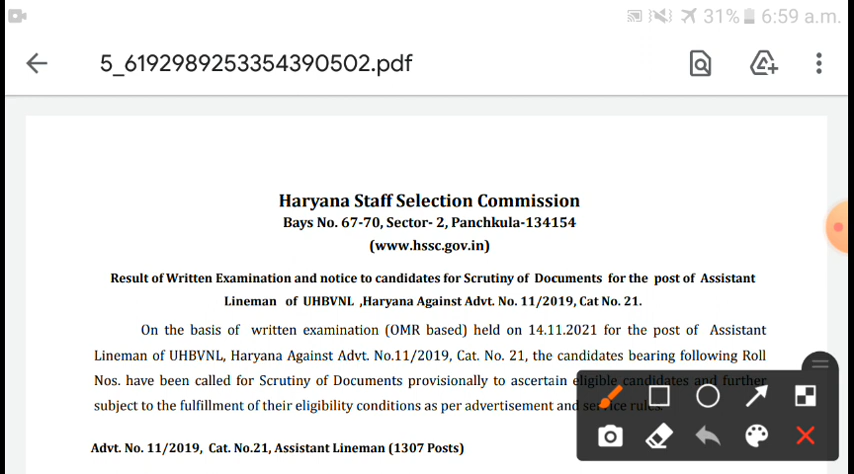 31% 6:59 a.m.
5_6192989253354390502.pdf
Haryana Staff Selection Commission
Bays No. 67-70, Sector- 2, Panchkula-134154
(www.hssc.gov.in)
Result of Written Examination and notice to candidates for Scrutiny of Documents for the post of Assistant
Lineman of UHBVNL ,Haryana Against Advt. No. 11/2019, Cat No. 21.
On the basis of written examination (OMR based) held on 14.11.2021 for the post of Assistant
Lineman of UHBVNL, Haryana Against Advt. No.11/2019, Cat. No. 21, the candidates bearing following Roll
Nos. have been called for Scrutiny of Documents provisionally to ascertain eligible candidates and further
subject to the fulfillment of their eligibility conditions as per advertisement and service rules.
Advt. No. 11/2019, Cat. No.21, Assistant Lineman (1307 Posts)